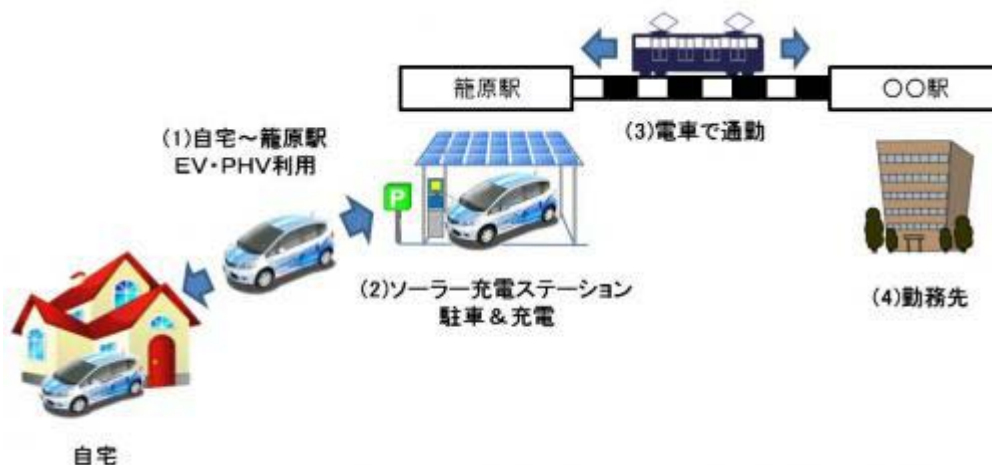 籠原駅
○○駅
(3)電車で通勤
(1)自宅～籠原駅
EV・PHV利用
P
(2)ソーラー充電ステーション
駐車＆充電
(4)勤務先
自宅